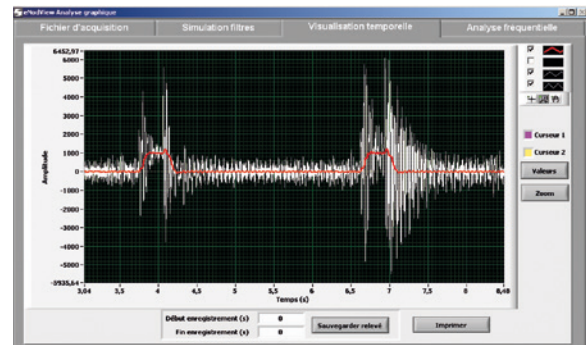 eNodView Analyse graphique
Fichier d'acquisition Simulation filtres Visualisation temporelle Analyse fréquentielle
6452,97
6000
5000
4000
3000
2000
1000
0
-1000
-2000
-3000
-4000
-5000
-5935,64
Amplitude
3,04 3,5 4 4,5 5 5,5 6 6,5 7 7,5 8 8,48
Temps (s)
Curseur 1
Curseur 2
Valeurs
Zoom
Début enregistrement (s) 0
Fin enregistrement (s) 0
Sauvegarder relevé
Imprimer